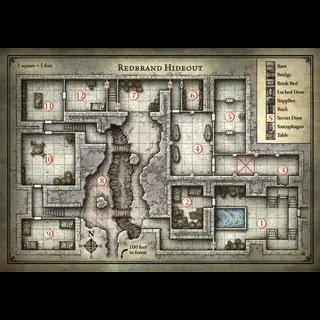 REDBRAND HIDEOUT
1 square = 5 feet
Bars
Bridge
Bunk Bed
Locked Door
Supplies
Rack
S Secret Door
Sarcophagus
Table
11
12
S
7
S
6
5
10
8
4
S
3
9
2
1
N
S
100 feet
to forest